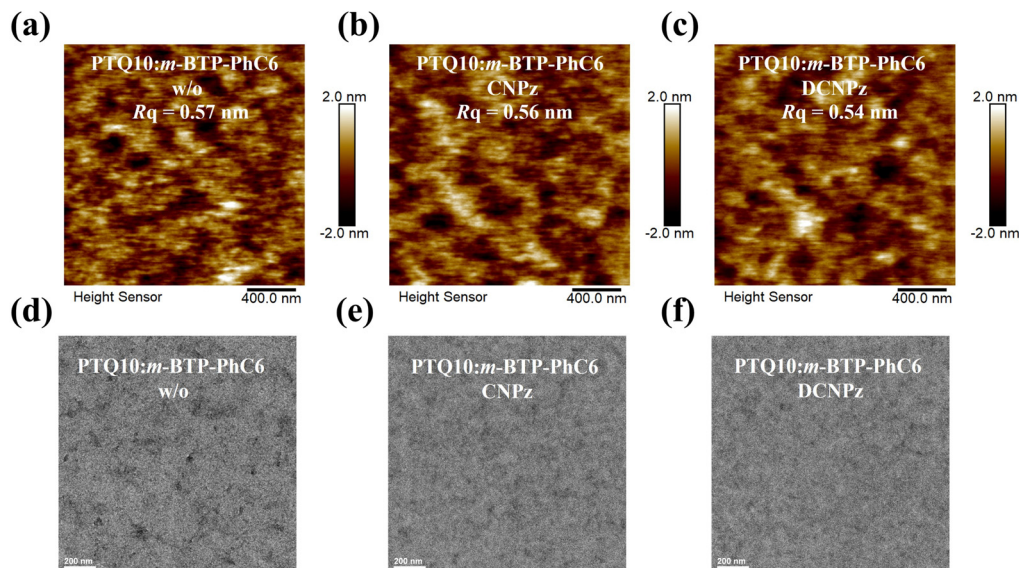 (a)
PTQ10:m-BTP-PhC6
w/o
Rq = 0.57 nm
2.0 nm
-2.0 nm
Height Sensor
400.0 nm
(b)
PTQ10:m-BTP-PhC6
CNPz
Rq = 0.56 nm
2.0 nm
-2.0 nm
Height Sensor
400.0 nm
(c)
PTQ10:m-BTP-PhC6
DCNPz
Rq = 0.54 nm
2.0 nm
-2.0 nm
Height Sensor
400.0 nm
(d)
PTQ10:m-BTP-PhC6
w/o
200 nm
(e)
PTQ10:m-BTP-PhC6
CNPz
200 nm
(f)
PTQ10:m-BTP-PhC6
DCNPz
200 nm